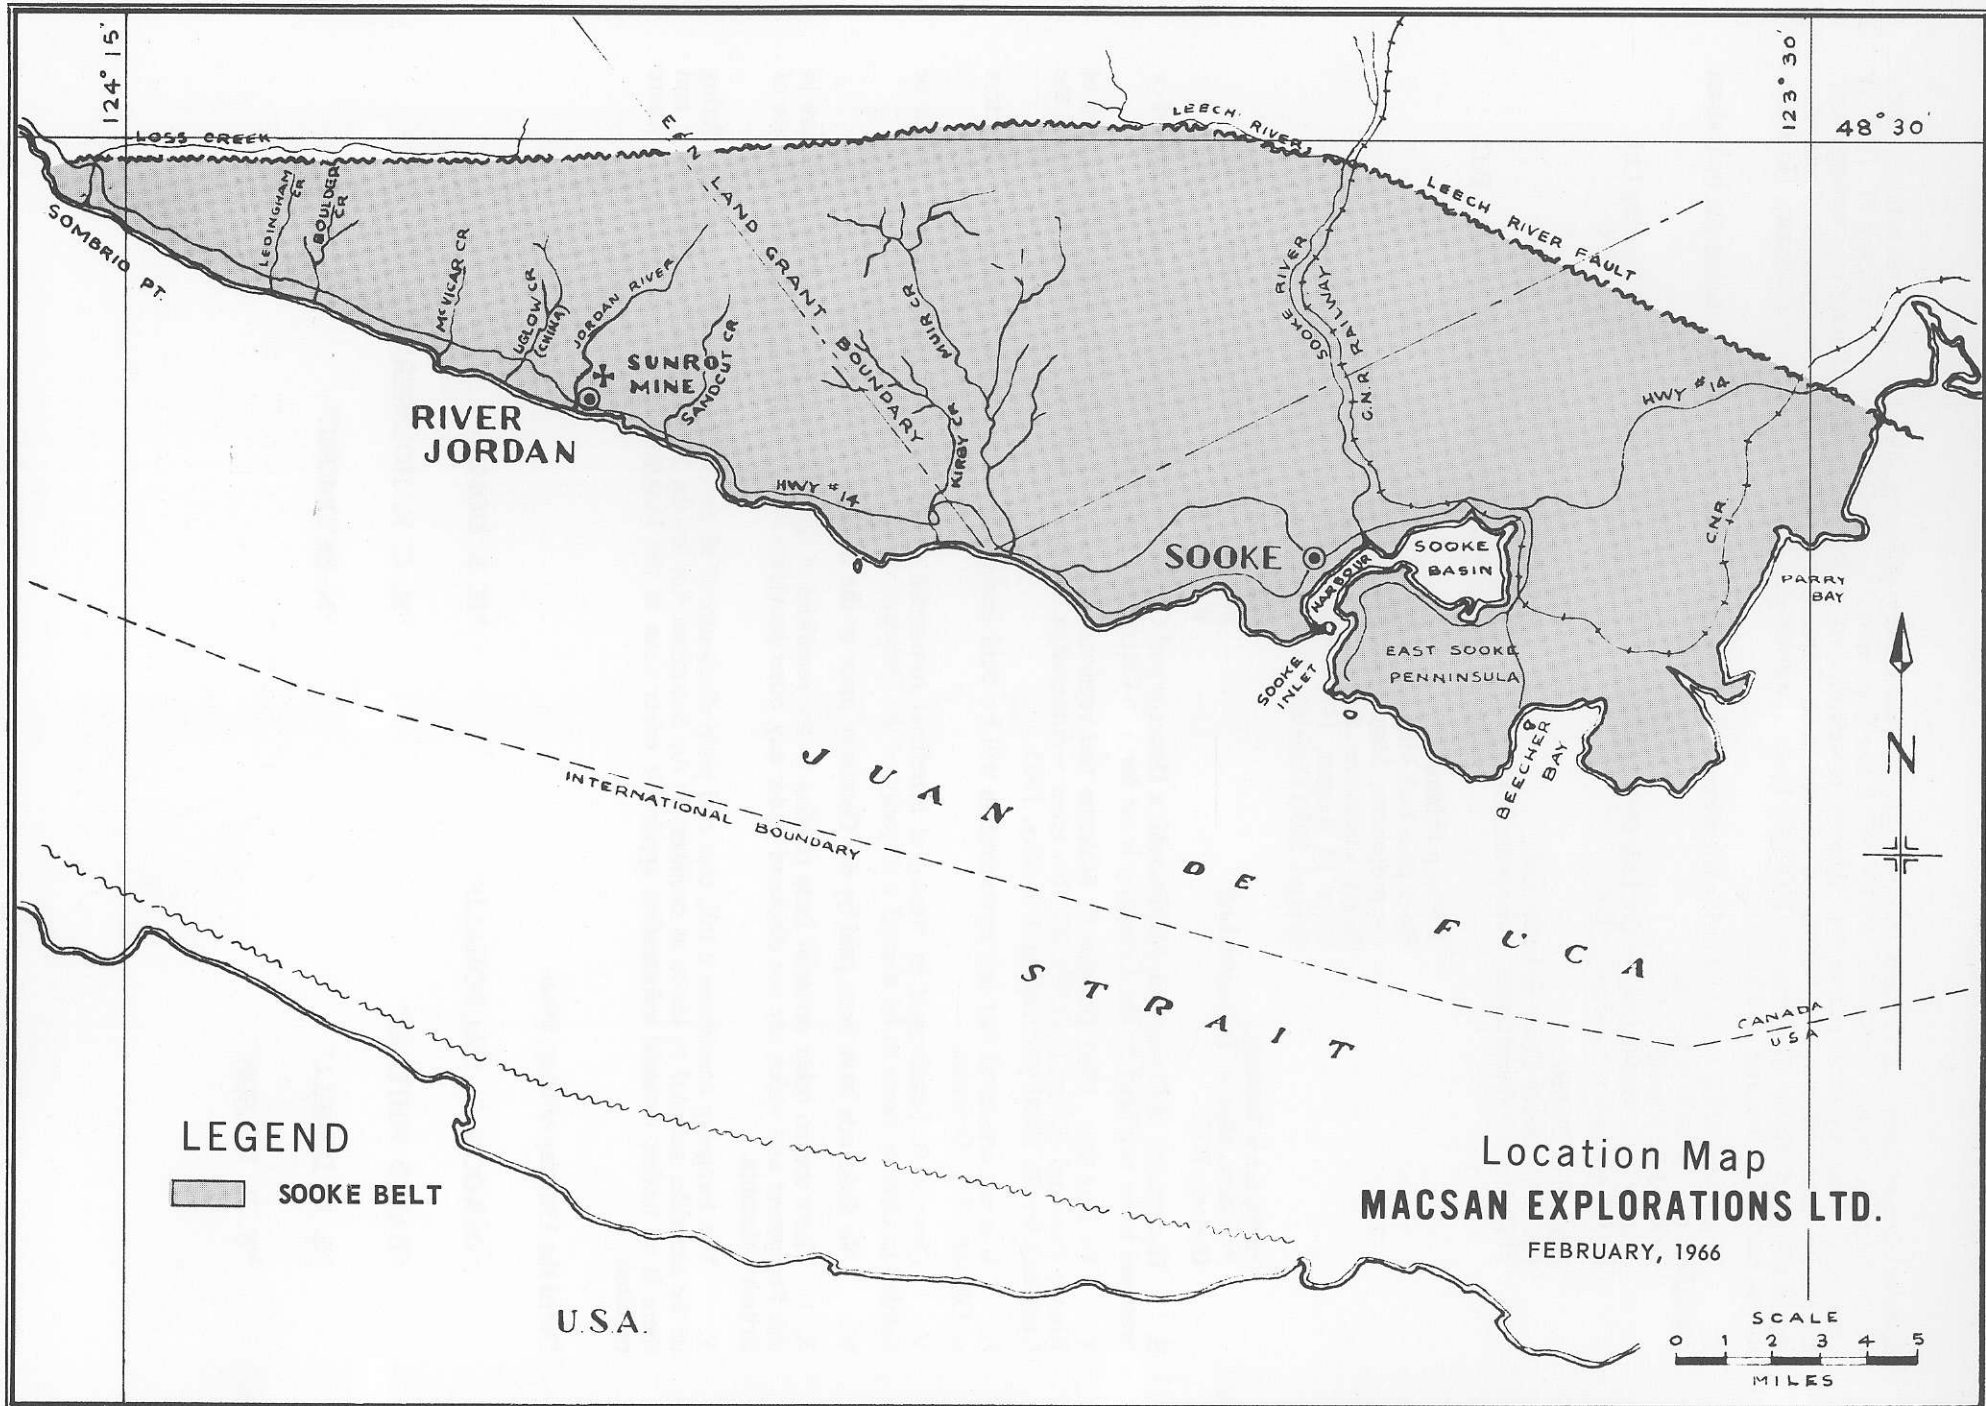 124° 15'
123° 30'
48° 30'
LOSS CREEK
E & N LAND GRANT BOUNDARY
LEECH RIVER
LEECH RIVER FAULT
SOMBRIO PT.
LEDINGHAM CR
BOULDER CR
McVICAR CR
UGLOW CR
(CHINA)
JORDAN RIVER
SUNRO
MINE
SANDCUT CR
RIVER
JORDAN
HWY #14
MUIR CR
KIRBY CR
SOOKE RIVER
C.N.R. RAILWAY
HWY #14
C.N.R.
SOOKE
HARBOUR
SOOKE
BASIN
PARRY
BAY
EAST SOOKE
PENNINSULA
SOOKE
INLET
BEECHER
BAY
N
JUAN DE FUCA
STRAIT
INTERNATIONAL BOUNDARY
CANADA
USA
LEGEND
SOOKE BELT
U.S.A.
Location Map
MACSAN EXPLORATIONS LTD.
FEBRUARY, 1966
SCALE
0 1 2 3 4 5
MILES